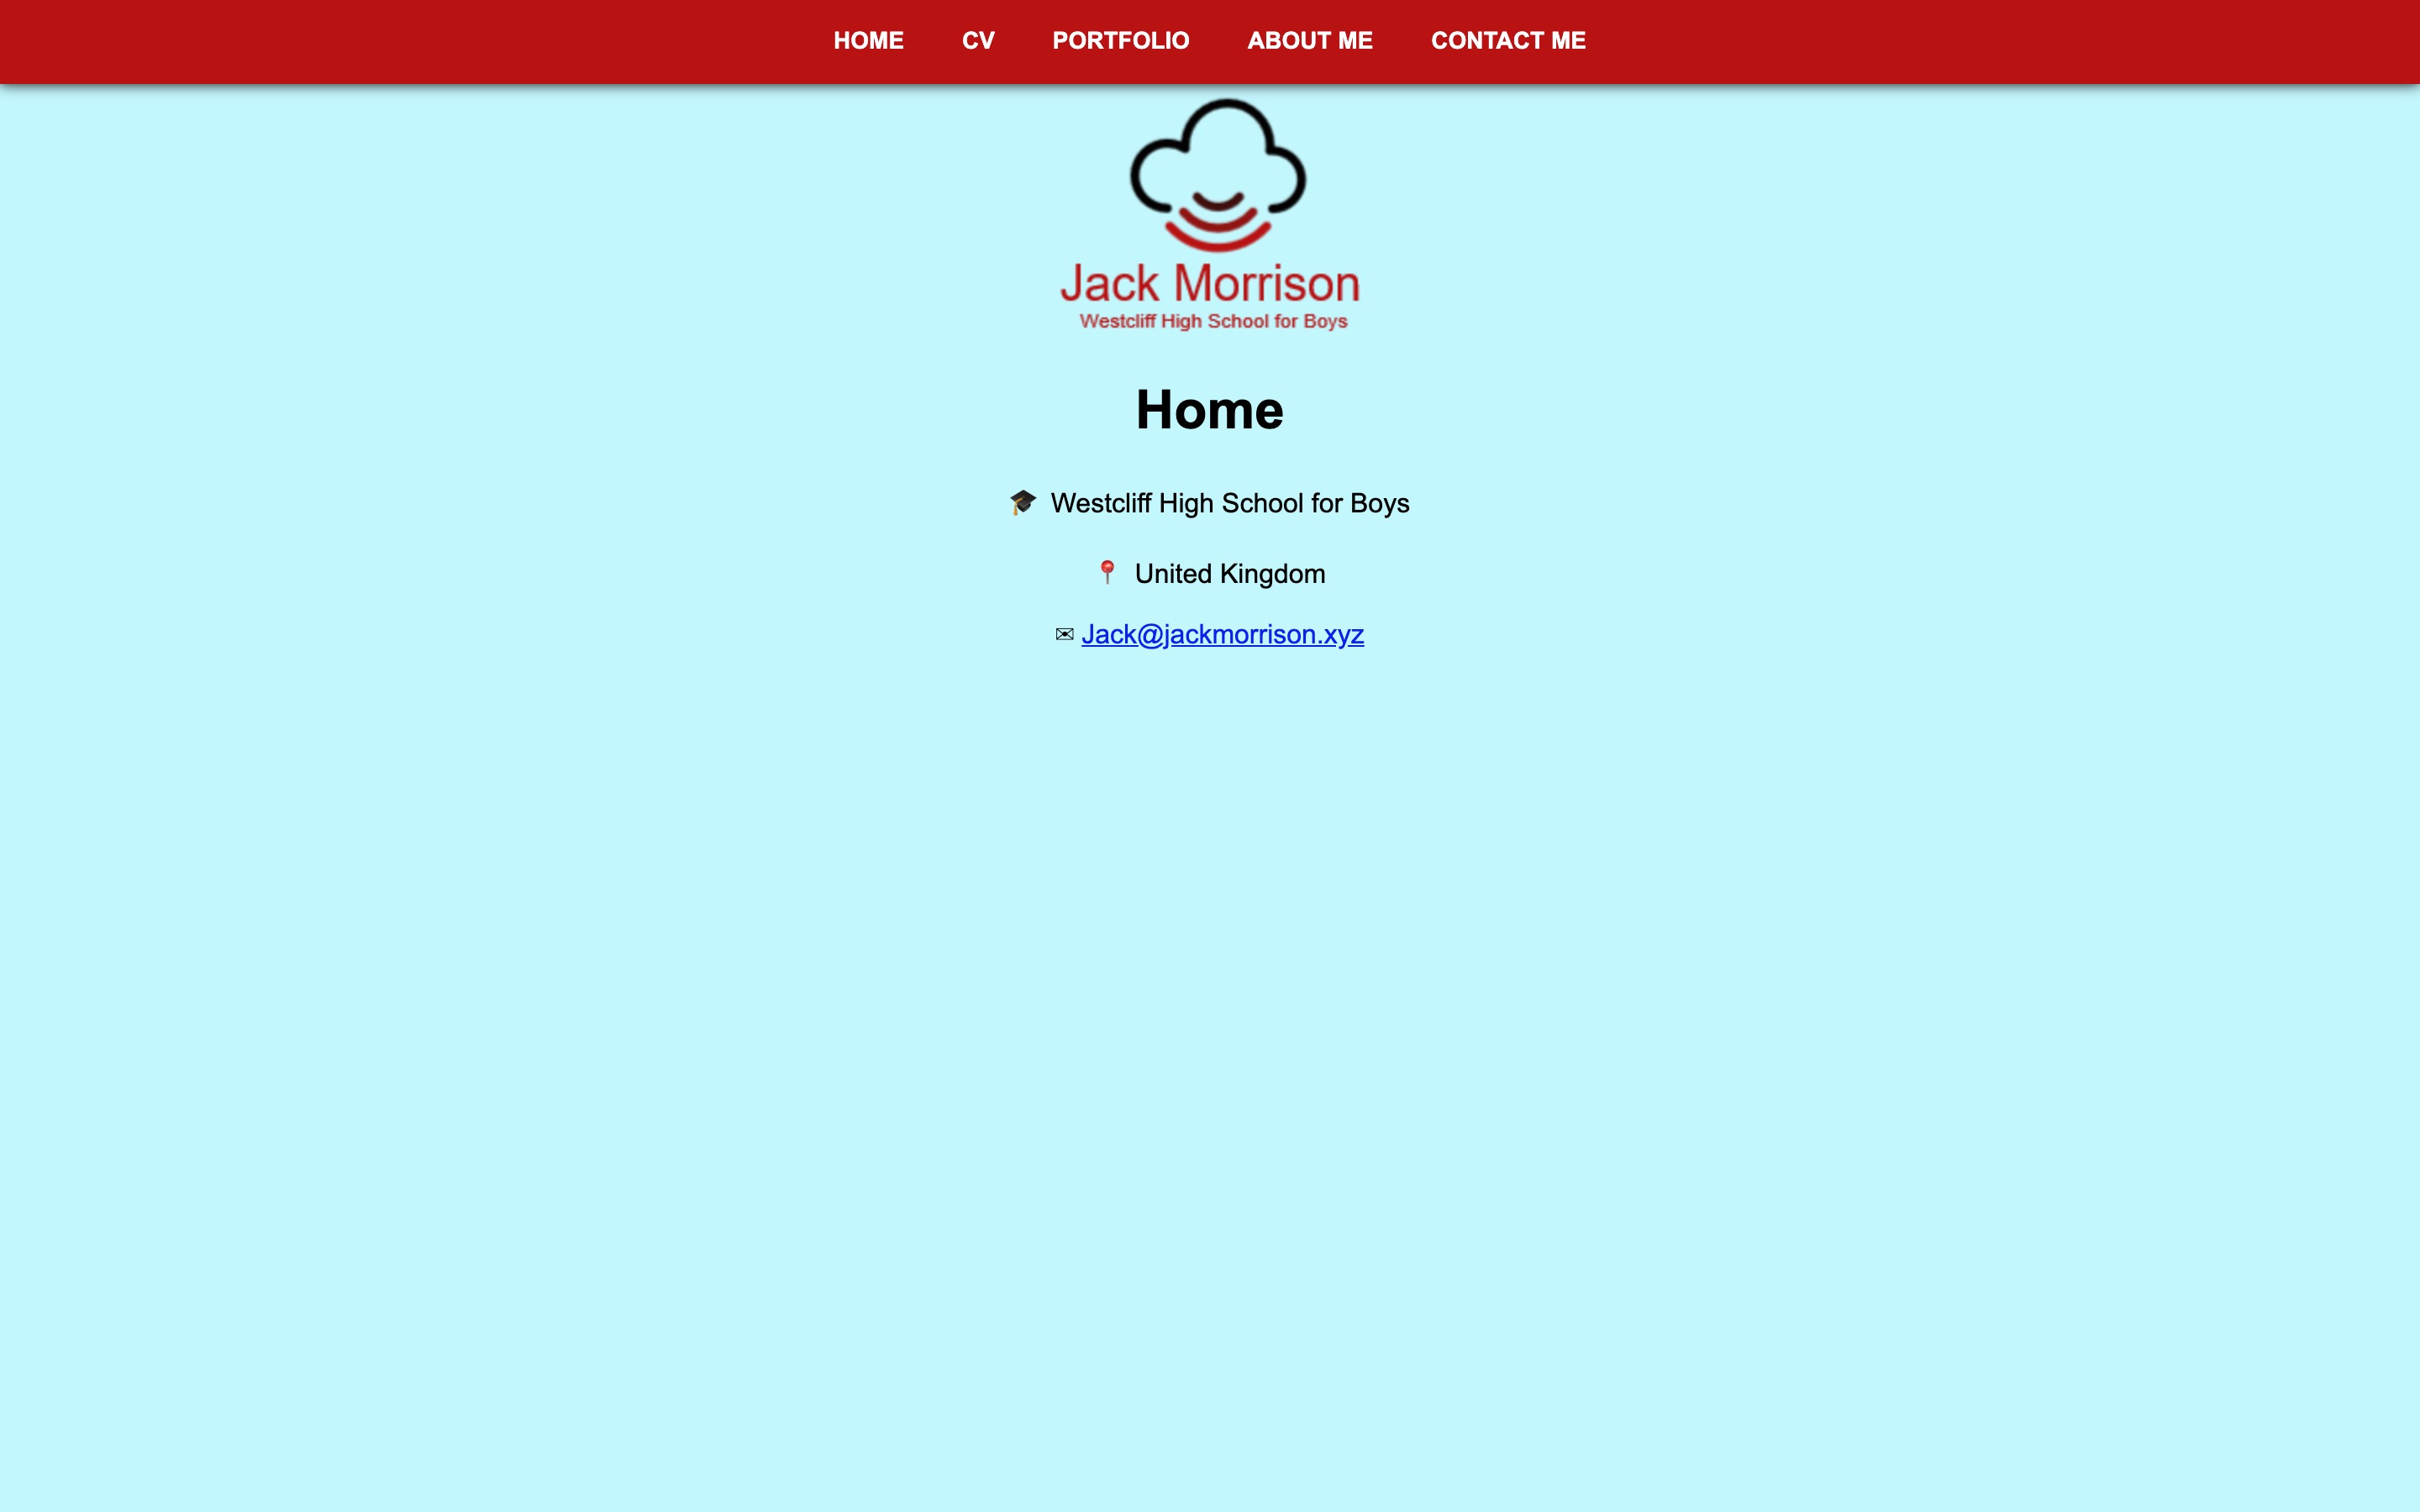 HOME CV PORTFOLIO ABOUT ME CONTACT ME
Jack Morrison
Westcliff High School for Boys
Home
🎓 Westcliff High School for Boys
📍 United Kingdom
✉ Jack@jackmorrison.xyz